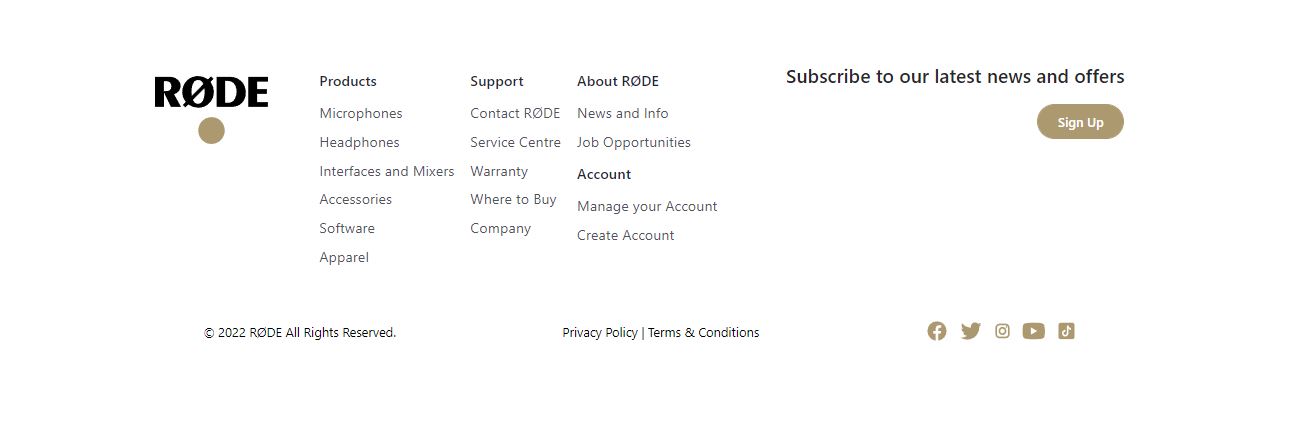 RØDE
Products
Microphones
Headphones
Interfaces and Mixers
Accessories
Software
Apparel
Support
Contact RØDE
Service Centre
Warranty
Where to Buy
Company
About RØDE
News and Info
Job Opportunities
Account
Manage your Account
Create Account
Subscribe to our latest news and offers
Sign Up
© 2022 RØDE All Rights Reserved.
Privacy Policy | Terms & Conditions